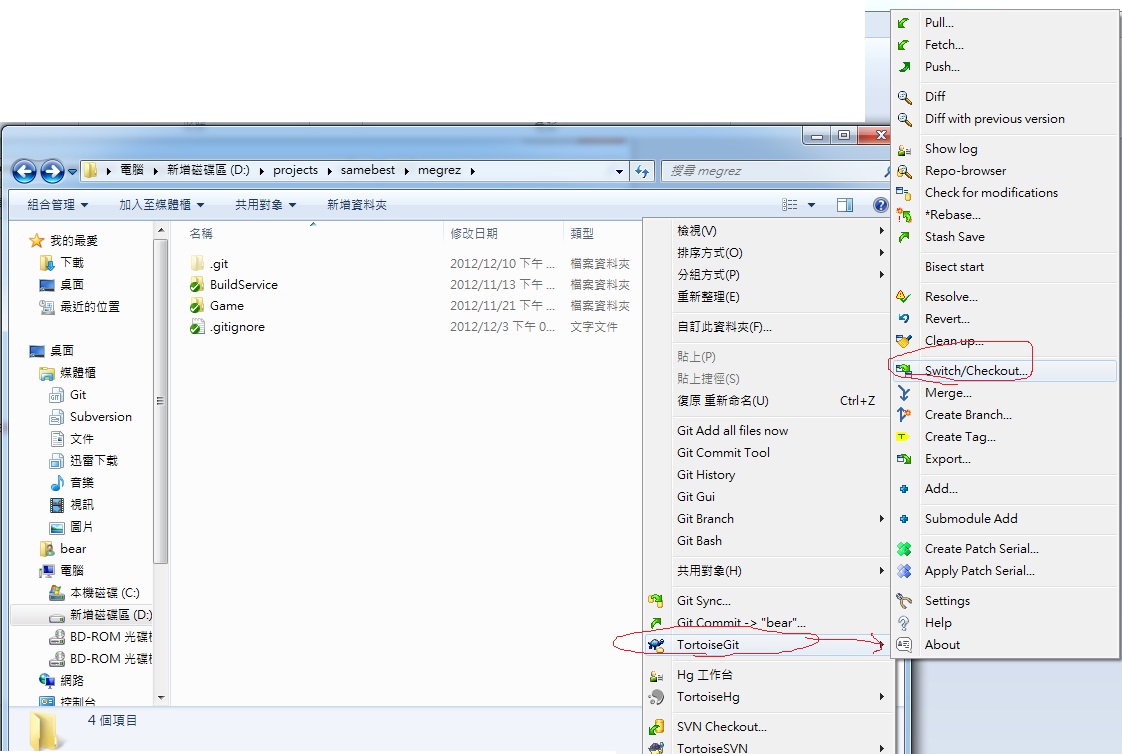 電腦 新增磁碟區 (D:) projects samebest megrez
搜尋 megrez
組合管理 加入至媒體櫃 共用對象 新增資料夾
名稱 修改日期 類型
.git 2012/12/10 下午 ... 檔案資料夾
BuildService 2012/11/13 下午 ... 檔案資料夾
Game 2012/11/21 下午 ... 檔案資料夾
.gitignore 2012/12/3 下午 0... 文字文件
我的最愛
下載
桌面
最近的位置
桌面
媒體櫃
Git
Subversion
文件
迅雷下載
音樂
視訊
圖片
bear
電腦
本機磁碟 (C:)
新增磁碟區 (D:)
BD-ROM 光碟機
BD-ROM 光碟機
網路
控制台
4 個項目
檢視(V)
排序方式(O)
分組方式(P)
重新整理(E)
自訂此資料夾(F)...
貼上(P)
貼上捷徑(S)
復原 重新命名(U) Ctrl+Z
Git Add all files now
Git Commit Tool
Git History
Git Gui
Git Branch
Git Bash
共用對象(H)
Git Sync...
Git Commit -> "bear"...
TortoiseGit
Hg 工作台
TortoiseHg
SVN Checkout...
TortoiseSVN
Pull...
Fetch...
Push...
Diff
Diff with previous version
Show log
Repo-browser
Check for modifications
*Rebase...
Stash Save
Bisect start
Resolve...
Revert...
Clean up...
Switch/Checkout...
Merge...
Create Branch...
Create Tag...
Export...
Add...
Submodule Add
Create Patch Serial...
Apply Patch Serial...
Settings
Help
About